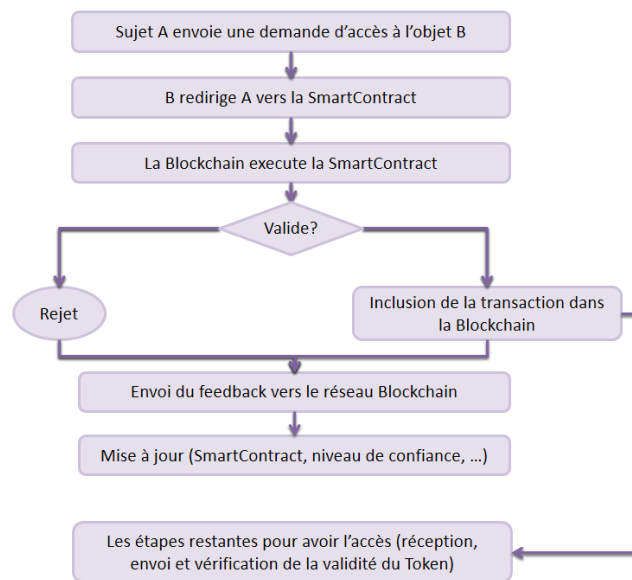 Sujet A envoie une demande d'accès à l'objet B
B redirige A vers la SmartContract
La Blockchain execute la SmartContract
Valide?
Rejet
Inclusion de la transaction dans
la Blockchain
Envoi du feedback vers le réseau Blockchain
Mise à jour (SmartContract, niveau de confiance, ...)
Les étapes restantes pour avoir l'accès (réception,
envoi et vérification de la validité du Token)